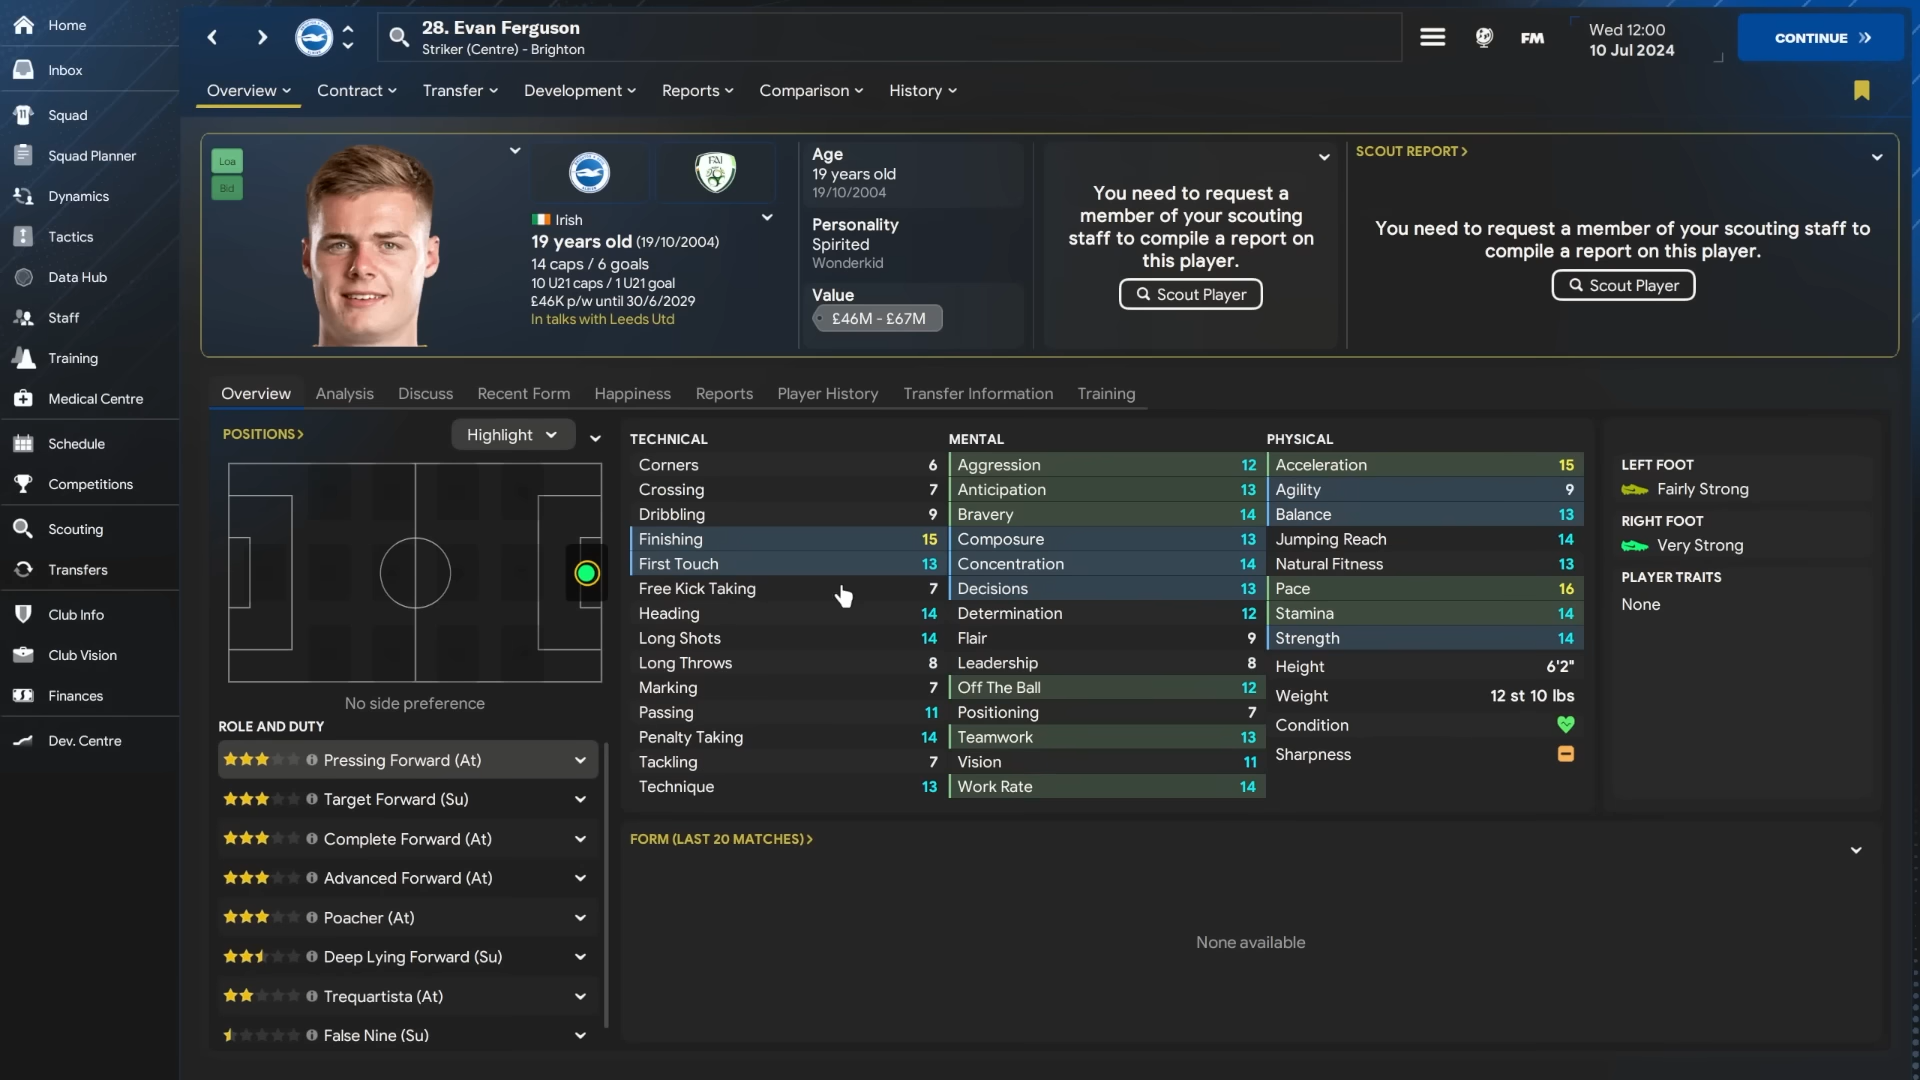 Home
Inbox
Squad
Squad Planner
Dynamics
Tactics
Data Hub
Staff
Training
Medical Centre
Schedule
Competitions
Scouting
Transfers
Club Info
Club Vision
Finances
Dev. Centre
28. Evan Ferguson
Striker (Centre) - Brighton
FM
Wed 12:00
10 Jul 2024
CONTINUE
Overview
Contract
Transfer
Development
Reports
Comparison
History
Loa
Bid
FAI
Irish
19 years old (19/10/2004)
14 caps / 6 goals
10 U21 caps / 1 U21 goal
£46K p/w until 30/6/2029
In talks with Leeds Utd
Age
19 years old
19/10/2004
Personality
Spirited
Wonderkid
Value
£46M - £67M
You need to request a
member of your scouting
staff to compile a report on
this player.
Scout Player
SCOUT REPORT >
You need to request a member of your scouting staff to
compile a report on this player.
Scout Player
Overview
Analysis
Discuss
Recent Form
Happiness
Reports
Player History
Transfer Information
Training
POSITIONS >
Highlight
No side preference
ROLE AND DUTY
Pressing Forward (At)
Target Forward (Su)
Complete Forward (At)
Advanced Forward (At)
Poacher (At)
Deep Lying Forward (Su)
Trequartista (At)
False Nine (Su)
TECHNICAL
Corners 6
Crossing 7
Dribbling 9
Finishing 15
First Touch 13
Free Kick Taking 7
Heading 14
Long Shots 14
Long Throws 8
Marking 7
Passing 11
Penalty Taking 14
Tackling 7
Technique 13
MENTAL
Aggression 12
Anticipation 13
Bravery 14
Composure 13
Concentration 14
Decisions 13
Determination 12
Flair 9
Leadership 8
Off The Ball 12
Positioning 7
Teamwork 13
Vision 11
Work Rate 14
PHYSICAL
Acceleration 15
Agility 9
Balance 13
Jumping Reach 14
Natural Fitness 13
Pace 16
Stamina 14
Strength 14
Height 6'2"
Weight 12 st 10 lbs
Condition
Sharpness
LEFT FOOT
Fairly Strong
RIGHT FOOT
Very Strong
PLAYER TRAITS
None
FORM (LAST 20 MATCHES) >
None available